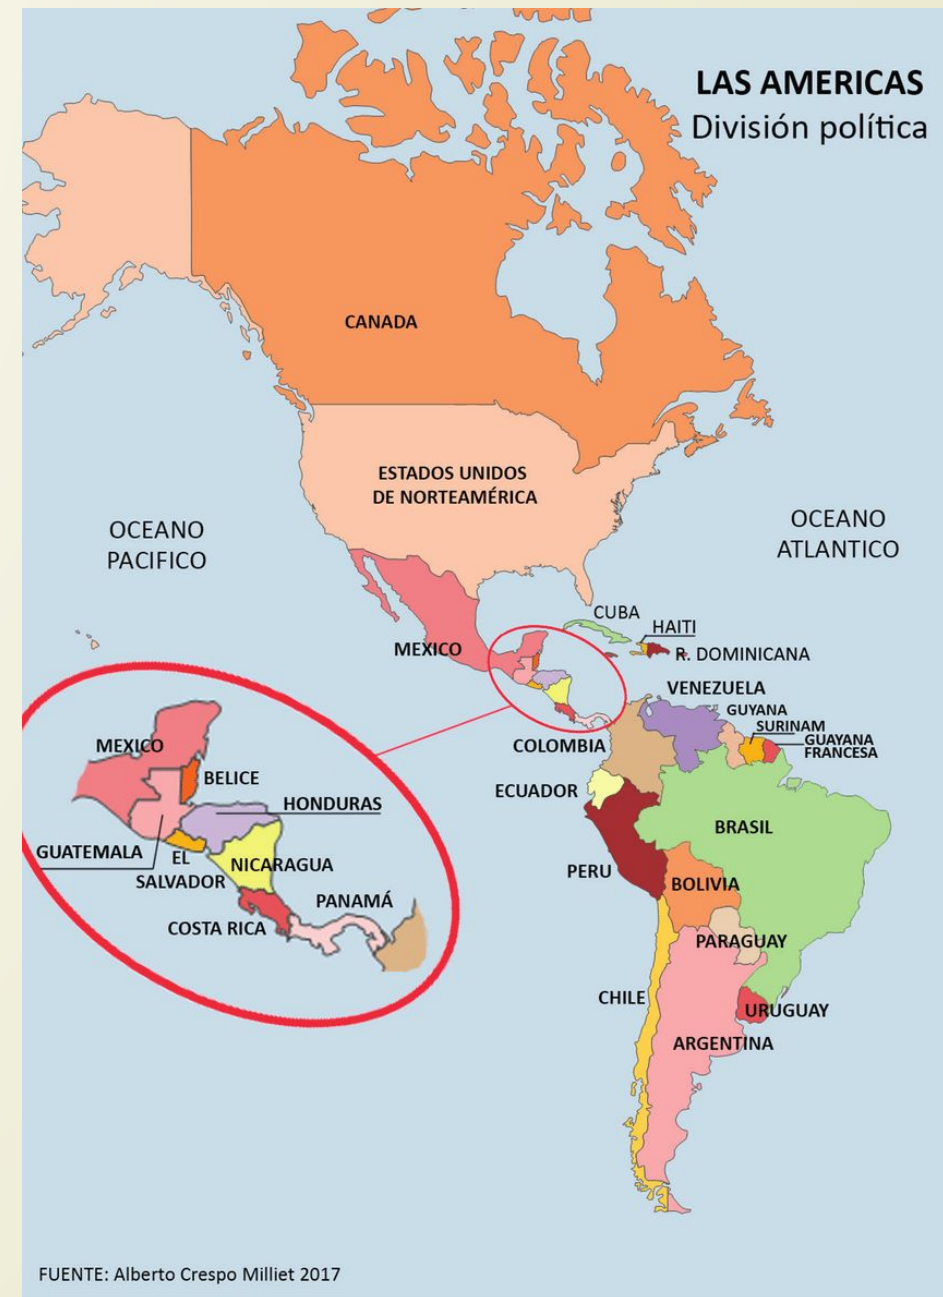 LAS AMERICAS
División política
CANADA
ESTADOS UNIDOS
DE NORTEAMÉRICA
OCEANO
PACIFICO
OCEANO
ATLANTICO
CUBA
HAITI
R. DOMINICANA
MEXICO
VENEZUELA
GUYANA
SURINAM
GUAYANA
FRANCESA
COLOMBIA
ECUADOR
BRASIL
PERU
BOLIVIA
PARAGUAY
CHILE
URUGUAY
ARGENTINA
MEXICO
BELICE
HONDURAS
GUATEMALA
EL
SALVADOR
NICARAGUA
COSTA RICA
PANAMÁ
FUENTE: Alberto Crespo Milliet 2017